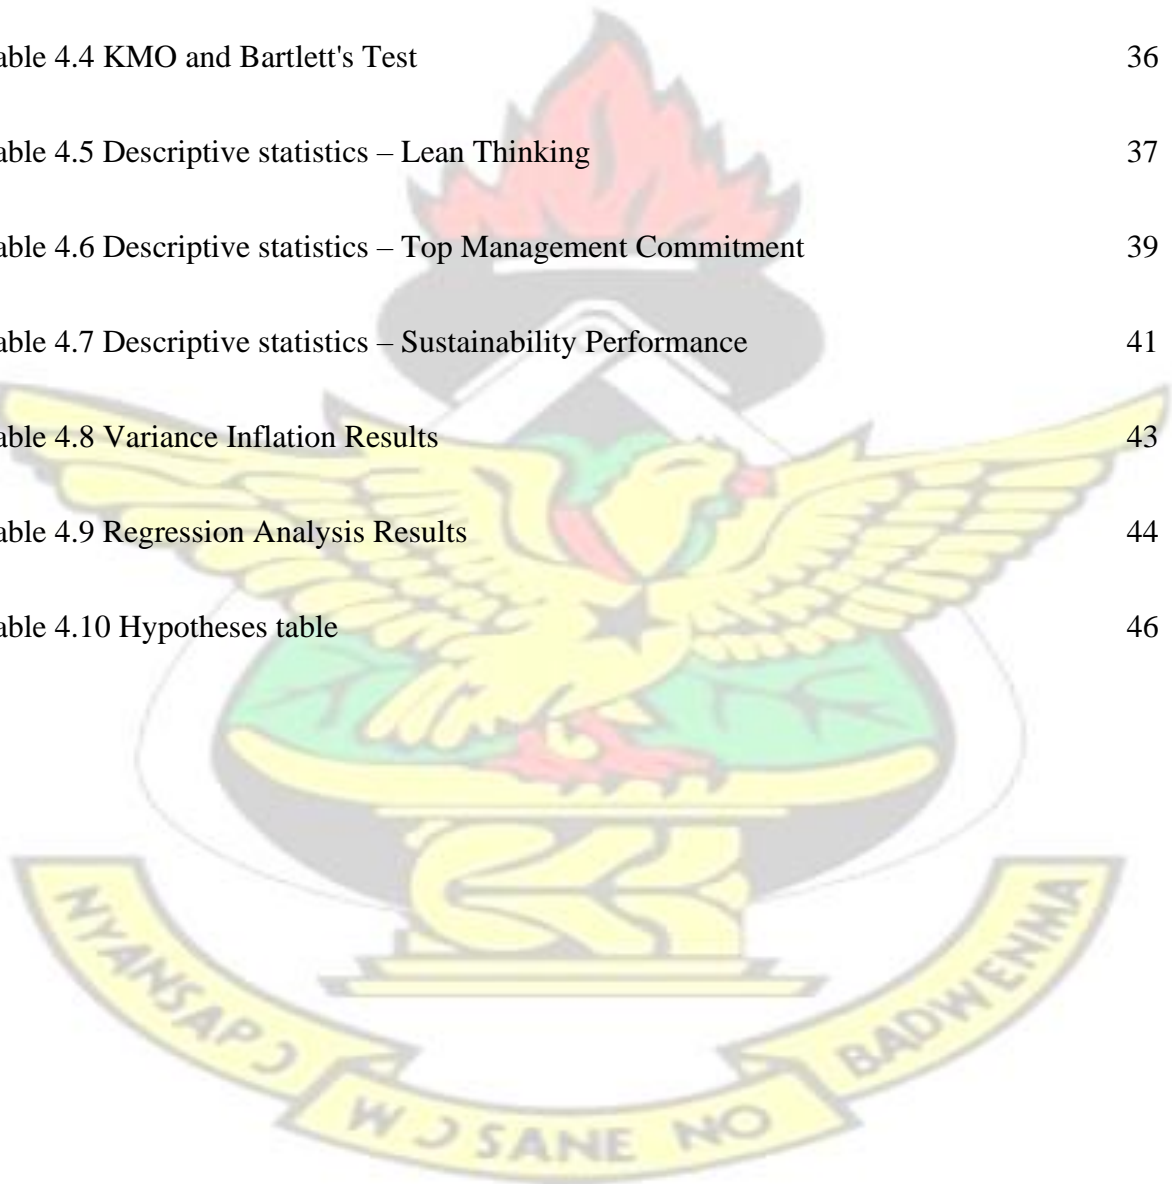 able 4.4 KMO and Bartlett's Test 36
able 4.5 Descriptive statistics – Lean Thinking 37
able 4.6 Descriptive statistics – Top Management Commitment 39
able 4.7 Descriptive statistics – Sustainability Performance 41
able 4.8 Variance Inflation Results 43
able 4.9 Regression Analysis Results 44
able 4.10 Hypotheses table 46
NYANSAPƆ WƆSANE NO BADWENMA